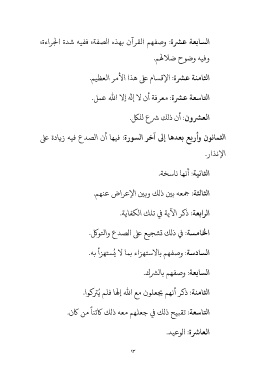 السابعة عشرة: وصفهم القرآن بهذه الصفة، ففيه شدة الجراءة،
وفيه وضوح ضلالهم.
الثامنة عشرة: الإقسام على هذا الأمر العظيم.
التاسعة عشرة: معرفة أن لا إله إلا الله عمل.
العشرون: أن ذلك شرع للكل.
الثمانون وأربع بعدها إلى آخر السورة: فيها أن الصدع فيه زيادة على
الإنذار.
الثانية: أنها ناسخة.
الثالثة: جمعه بين ذلك وبين الإعراض عنهم.
الرابعة: ذكر الآية في تلك الكفاية.
الخامسة: في ذلك تشجيع على الصدع والتوكل.
السادسة: وصفهم بالاستهزاء بما لا يُستهزأ به.
السابعة: وصفهم بالشرك.
الثامنة: ذكر أنهم يجعلون مع الله إلها فلم يُتركوا.
التاسعة: تقبيح ذلك في جعلهم معه ذلك كائناً من كان.
العاشرة: الوعيد.
١٣